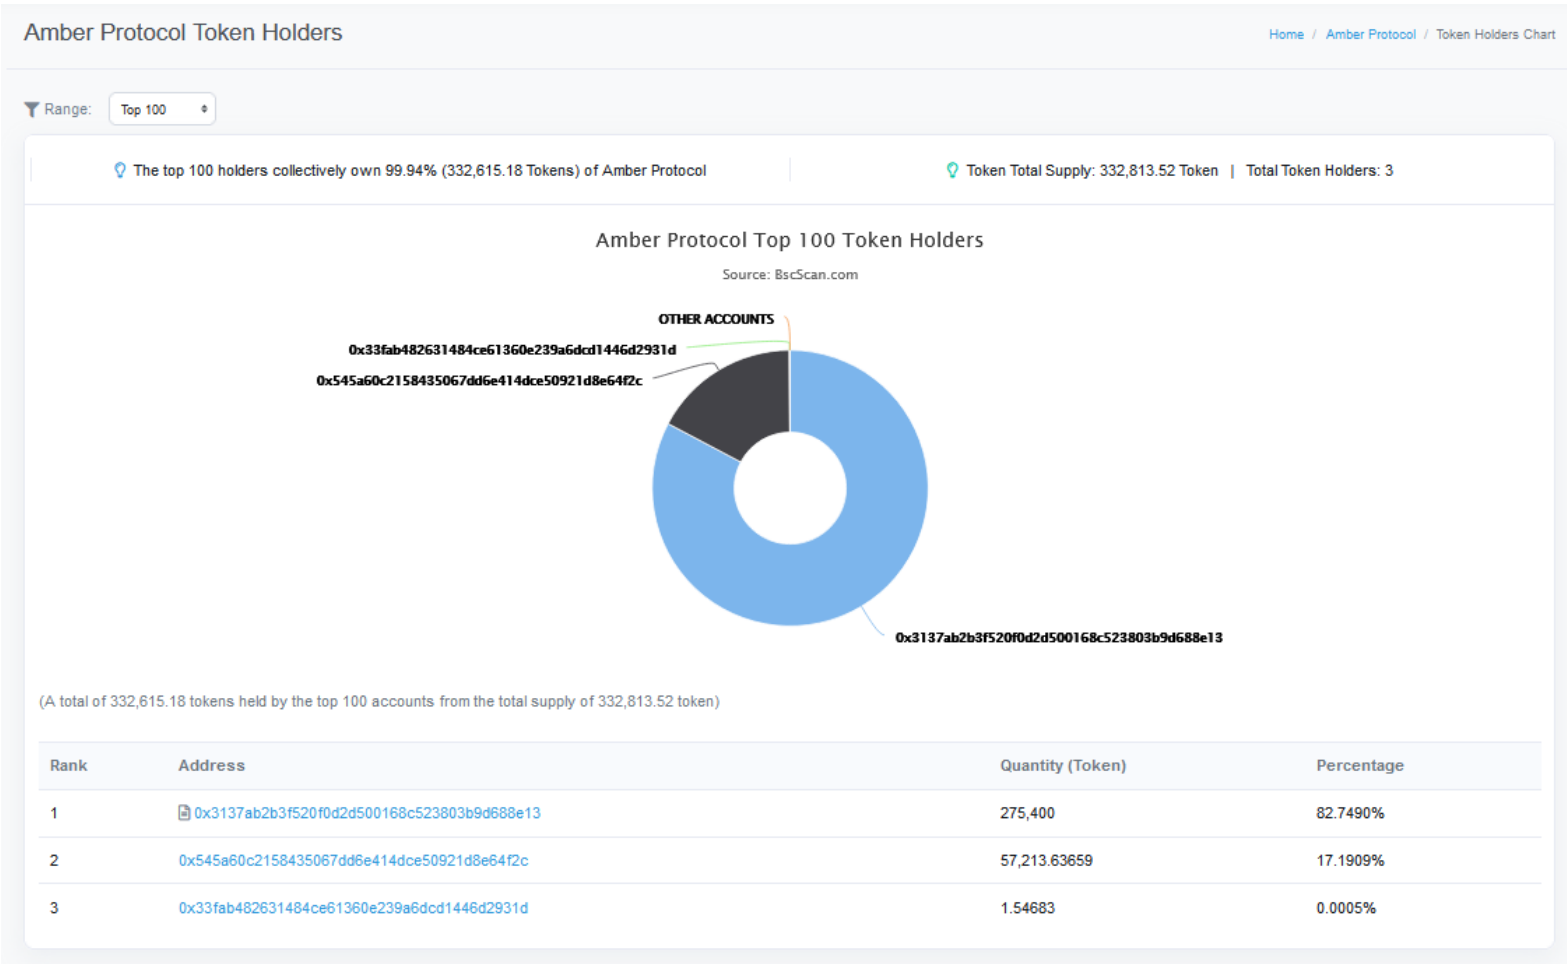 Amber Protocol Token Holders
Home / Amber Protocol / Token Holders Chart
Range: Top 100
The top 100 holders collectively own 99.94% (332,615.18 Tokens) of Amber Protocol
Token Total Supply: 332,813.52 Token | Total Token Holders: 3
Amber Protocol Top 100 Token Holders
Source: BscScan.com
OTHER ACCOUNTS
0x33fab482631484ce61360e239a6dcd1446d2931d
0x545a60c2158435067dd6e414dce50921d8e64f2c
0x3137ab2b3f520f0d2d500168c523803b9d688e13
(A total of 332,615.18 tokens held by the top 100 accounts from the total supply of 332,813.52 token)
Rank Address Quantity (Token) Percentage
1 0x3137ab2b3f520f0d2d500168c523803b9d688e13 275,400 82.7490%
2 0x545a60c2158435067dd6e414dce50921d8e64f2c 57,213.63659 17.1909%
3 0x33fab482631484ce61360e239a6dcd1446d2931d 1.54683 0.0005%